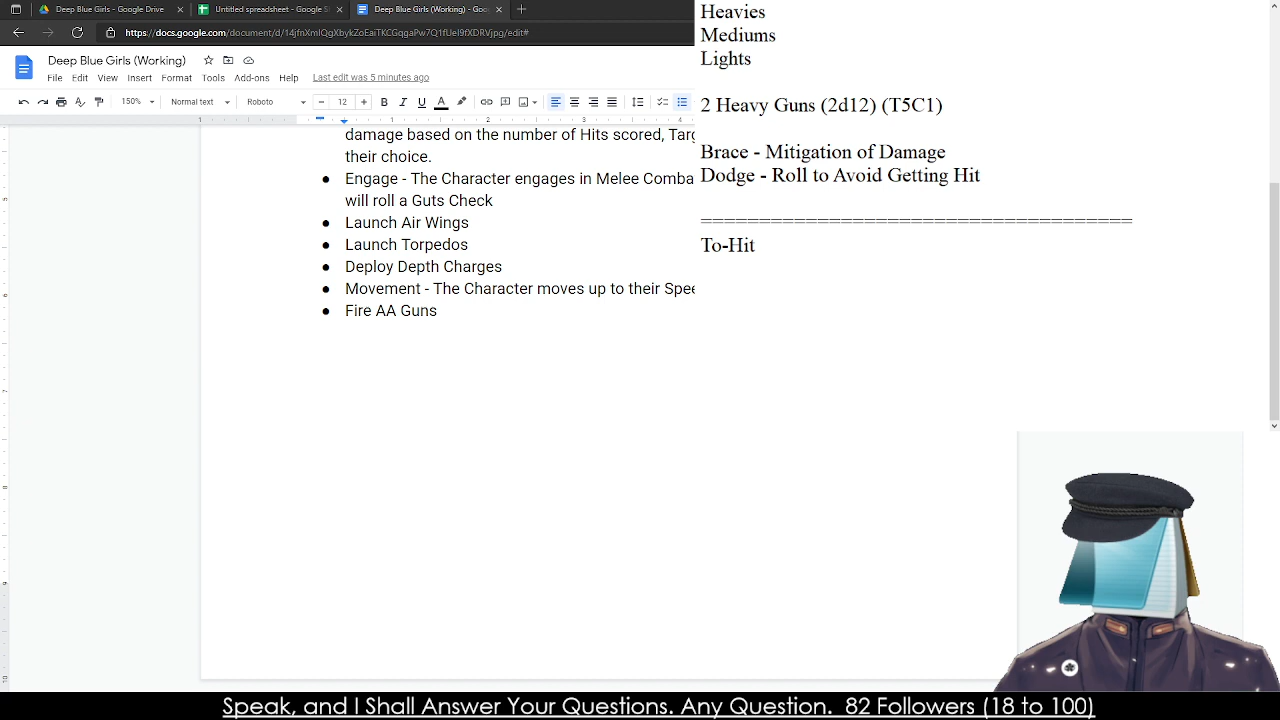 Deep Blue Girls - Google Drive
Untitled spreadsheet - Google S
Deep Blue Girls (Working) - Goo
https://docs.google.com/document/d/14jfnXmIQgXbykZoEaiTKCGqgaPw7Q1fUeI9fXDRVjpg/edit#
Deep Blue Girls (Working)
File Edit View Insert Format Tools Add-ons Help Last edit was 5 minutes ago
150% Normal text Roboto 12 B I U A
1 1 2 3 4
damage based on the number of Hits scored, Targ
their choice.
● Engage - The Character engages in Melee Comba
will roll a Guts Check
● Launch Air Wings
● Launch Torpedos
● Deploy Depth Charges
● Movement - The Character moves up to their Spee
● Fire AA Guns
Heavies
Mediums
Lights
2 Heavy Guns (2d12) (T5C1)
Brace - Mitigation of Damage
Dodge - Roll to Avoid Getting Hit
=====================================
To-Hit
Speak, and I Shall Answer Your Questions. Any Question. 82 Followers (18 to 100)